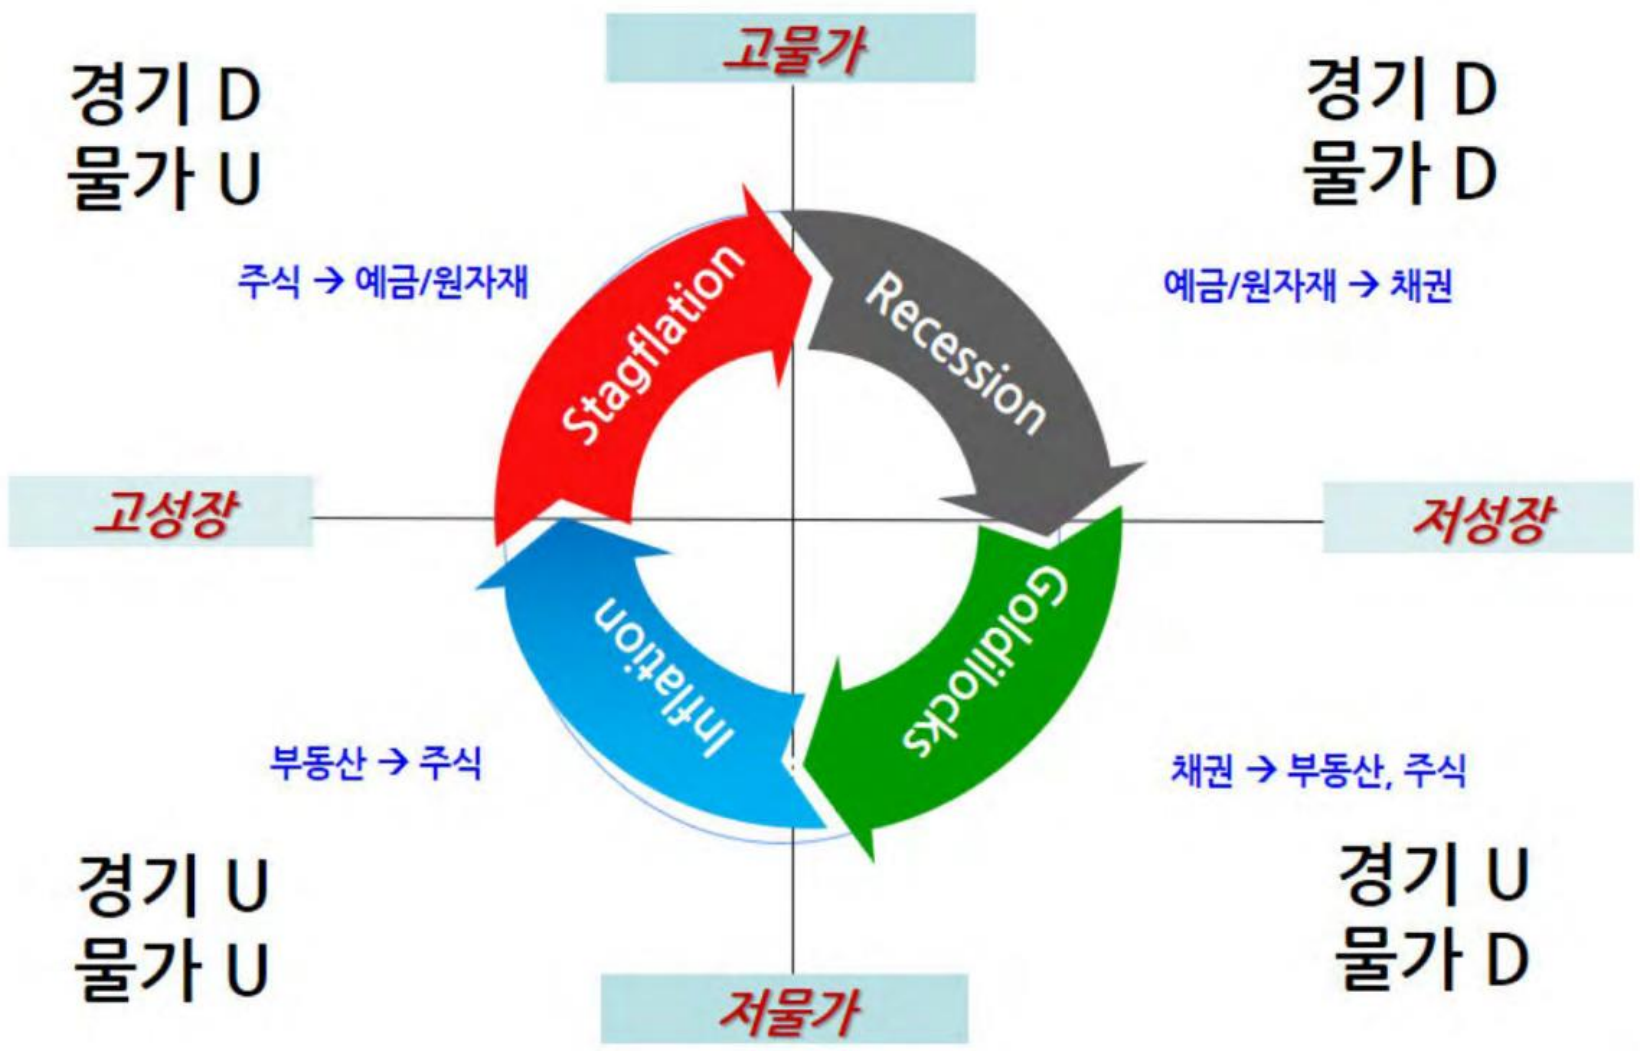 고물가
경기 D
물가 U
경기 D
물가 D
주식 → 예금/원자재
예금/원자재 → 채권
Stagflation
Recession
고성장
저성장
Inflation
Goldilocks
부동산 → 주식
채권 → 부동산, 주식
경기 U
물가 U
경기 U
물가 D
저물가